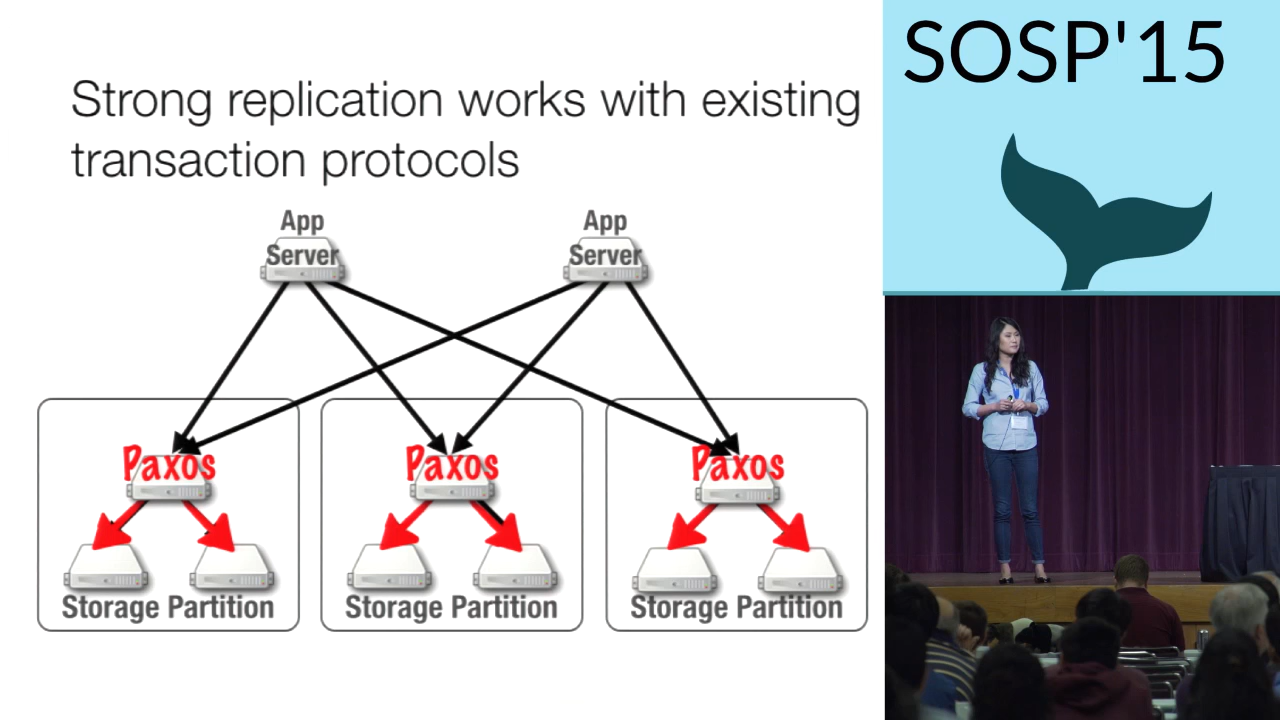 Strong replication works with existing
transaction protocols
App
Server
App
Server
Paxos
Paxos
Paxos
Storage Partition
Storage Partition
Storage Partition
SOSP'15